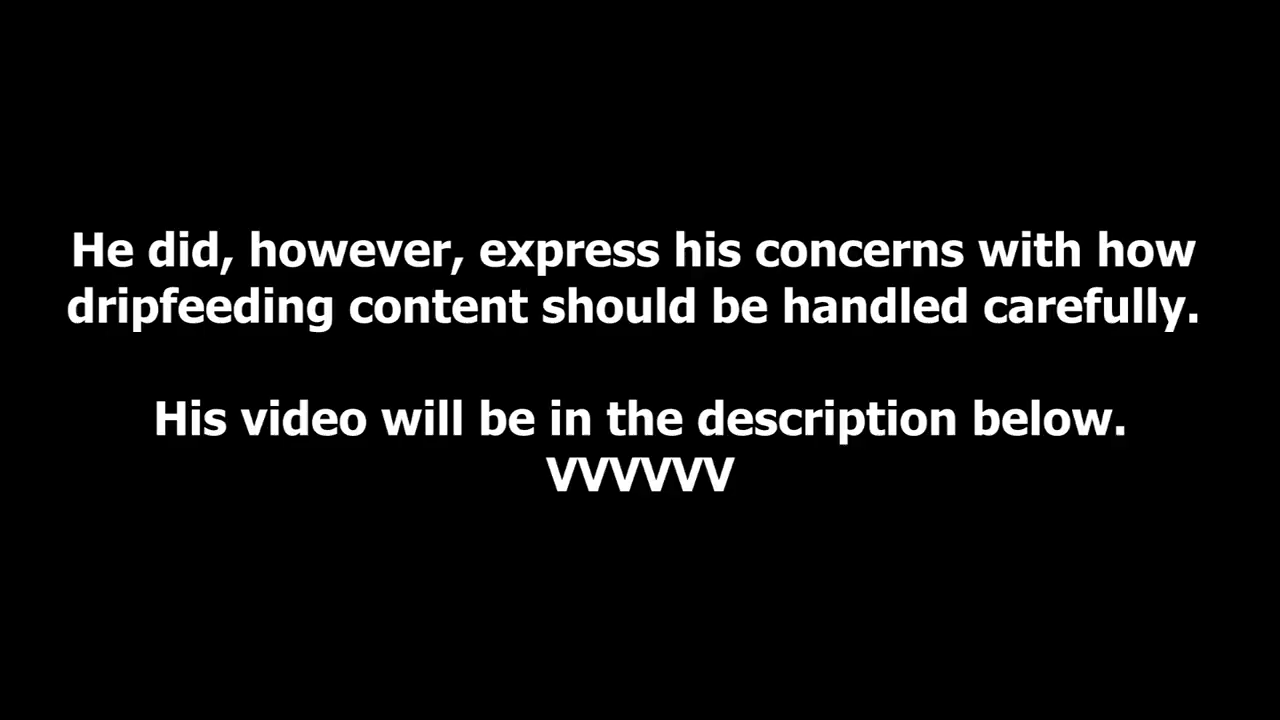 He did, however, express his concerns with how
dripfeeding content should be handled carefully.
His video will be in the description below.
VVVVVV